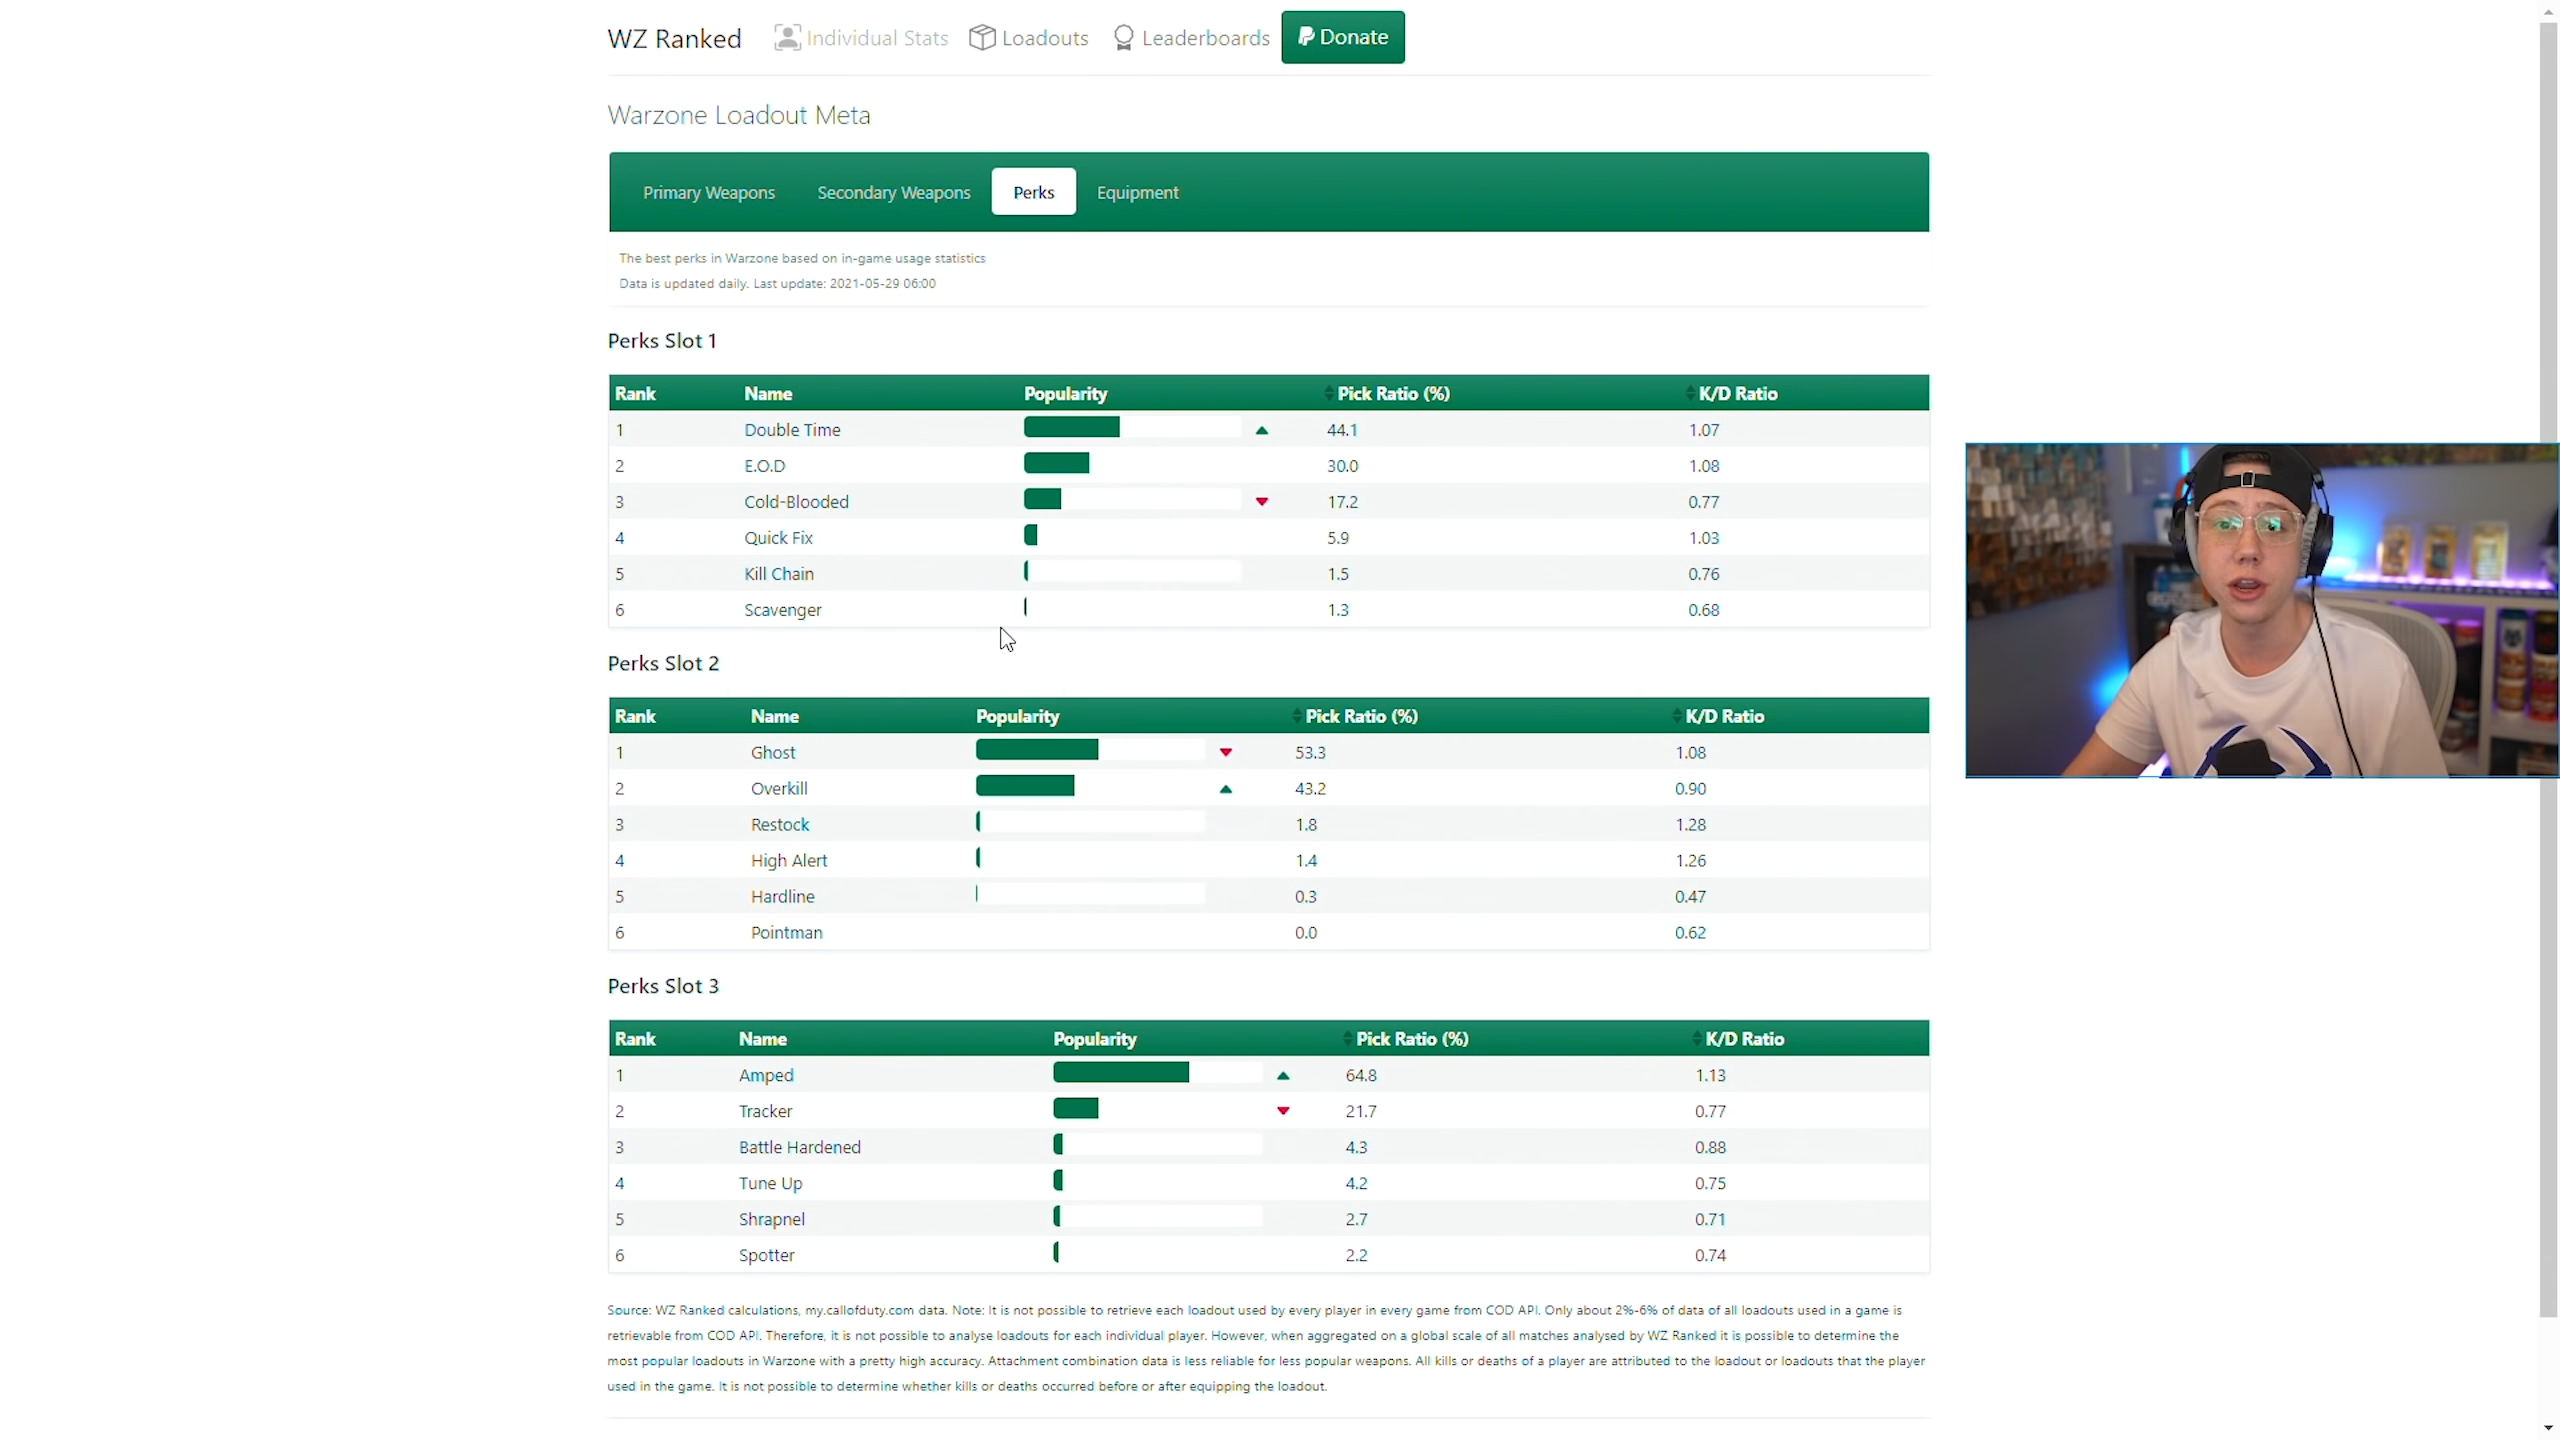 WZ Ranked Individual Stats Loadouts Leaderboards Donate
Warzone Loadout Meta
Primary Weapons Secondary Weapons Perks Equipment
The best perks in Warzone based on in-game usage statistics
Data is updated daily. Last update: 2021-05-29 06:00
Perks Slot 1
Rank Name Popularity Pick Ratio (%) K/D Ratio
1 Double Time 44.1 1.07
2 E.O.D 30.0 1.08
3 Cold-Blooded 17.2 0.77
4 Quick Fix 5.9 1.03
5 Kill Chain 1.5 0.76
6 Scavenger 1.3 0.68
Perks Slot 2
Rank Name Popularity Pick Ratio (%) K/D Ratio
1 Ghost 53.3 1.08
2 Overkill 43.2 0.90
3 Restock 1.8 1.28
4 High Alert 1.4 1.26
5 Hardline 0.3 0.47
6 Pointman 0.0 0.62
Perks Slot 3
Rank Name Popularity Pick Ratio (%) K/D Ratio
1 Amped 64.8 1.13
2 Tracker 21.7 0.77
3 Battle Hardened 4.3 0.88
4 Tune Up 4.2 0.75
5 Shrapnel 2.7 0.71
6 Spotter 2.2 0.74
Source: WZ Ranked calculations, my.callofduty.com data. Note: It is not possible to retrieve each loadout used by every player in every game from COD API. Only about 2%-6% of data of all loadouts used in a game is
retrievable from COD API. Therefore, it is not possible to analyse loadouts for each individual player. However, when aggregated on a global scale of all matches analysed by WZ Ranked it is possible to determine the
most popular loadouts in Warzone with a pretty high accuracy. Attachment combination data is less reliable for less popular weapons. All kills or deaths of a player are attributed to the loadout or loadouts that the player
used in the game. It is not possible to determine whether kills or deaths occurred before or after equipping the loadout.